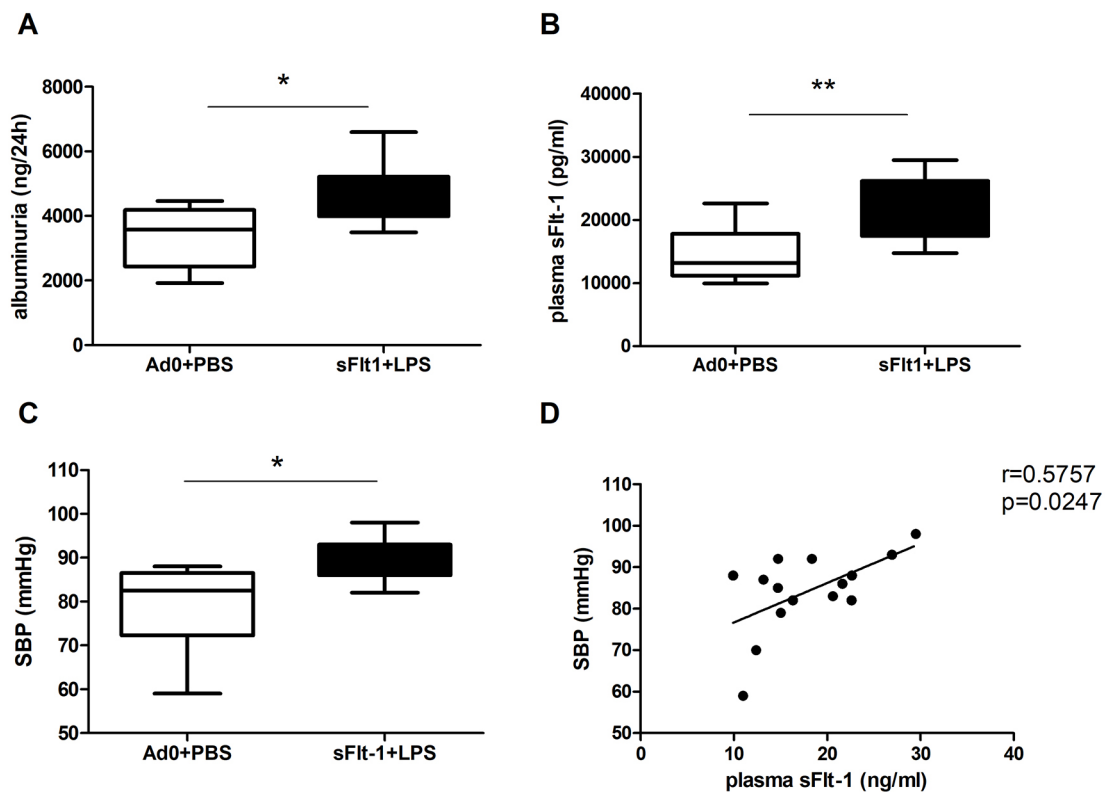 A
albuminuria (ng/24h)
8000
6000
4000
2000
0
*
Ad0+PBS
sFlt1+LPS
B
plasma sFlt-1 (pg/ml)
40000
30000
20000
10000
0
**
Ad0+PBS
sFlt1+LPS
C
SBP (mmHg)
110
100
90
80
70
60
50
*
Ad0+PBS
sFlt-1+LPS
D
SBP (mmHg)
110
100
90
80
70
60
50
r=0.5757
p=0.0247
0
10
20
30
40
plasma sFlt-1 (ng/ml)